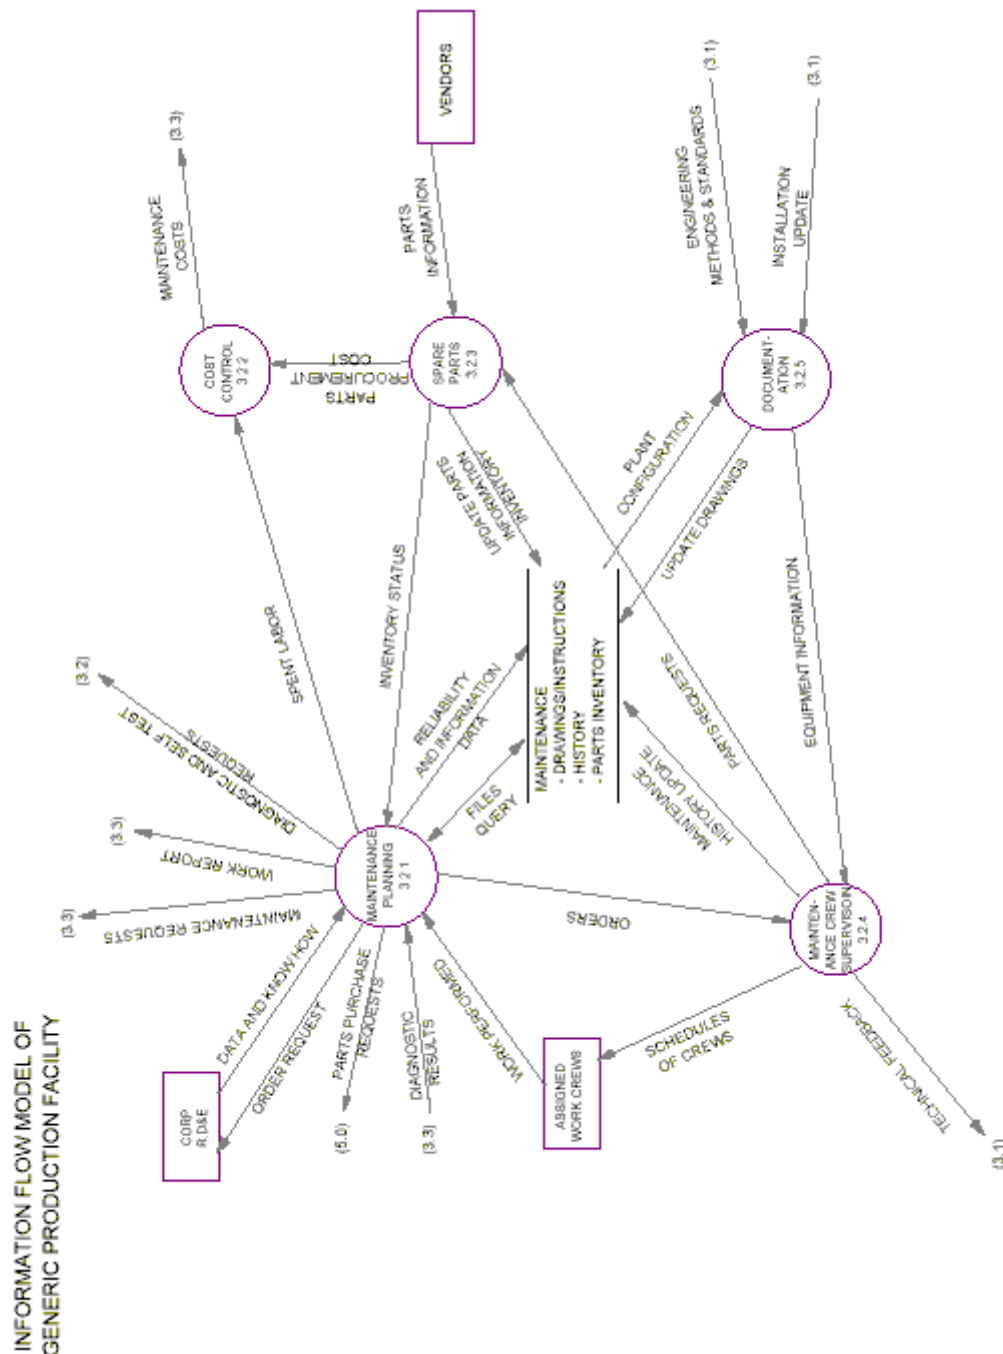 INFORMATION FLOW MODEL OF
GENERIC PRODUCTION FACILITY
CORP
R.D&E
DATA AND KNOW HOW
ORDER REQUEST
(3.3)
MAINTENANCE REQUESTS
(3.3)
WORK REPORT
(3.2)
DIAGNOSTIC AND SELF TEST
REQUESTS
SPENT LABOR
COST
CONTROL
3.2.2
MAINTENANCE
COSTS
(3.3)
PARTS
PROCUREMENT
COST
VENDORS
PARTS
INFORMATION
SPARE
PARTS
3.2.3
INVENTORY STATUS
UPDATE PARTS
INFORMATION
INVENTORY
MAINTENANCE
PLANNING
3.2.1
RELIABILITY
AND INFORMATION
DATA
FILES
QUERY
PARTS PURCHASE
REQUESTS
(5.0)
DIAGNOSTIC
RESULTS
(3.3)
WORK PERFORMED
ASSIGNED
WORK CREWS
MAINTENANCE
- DRAWINGS/INSTRUCTIONS
- HISTORY
- PARTS INVENTORY
PLANT
CONFIGURATION
UPDATE DRAWINGS
ENGINEERING
METHODS & STANDARDS
(3.1)
INSTALLATION
UPDATE
(3.1)
DOCUMENT-
ATION
3.2.5
ORDERS
MAINTENANCE
HISTORY UPDATE
PARTS REQUESTS
EQUIPMENT INFORMATION
SCHEDULES
OF CREWS
MAINTEN-
ANCE CREW
SUPERVISOIN
3.2.4
TECHNICAL FEEDBACK
(3.1)